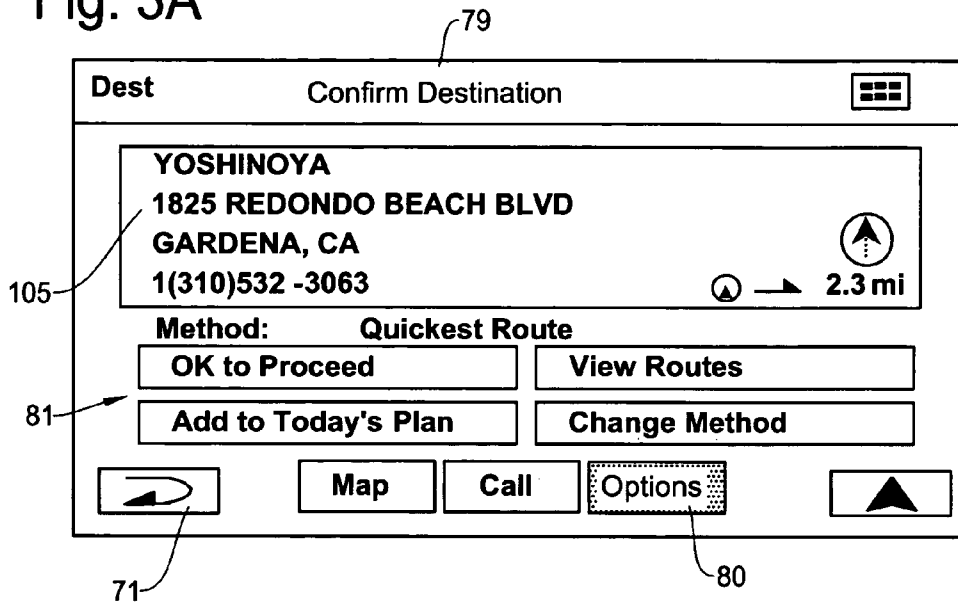 Fig. 3A
79
Dest Confirm Destination
YOSHINOYA
1825 REDONDO BEACH BLVD
GARDENA, CA
1(310)532 -3063 2.3 mi
105
Method: Quickest Route
OK to Proceed View Routes
81
Add to Today's Plan Change Method
Map Call Options
71 80